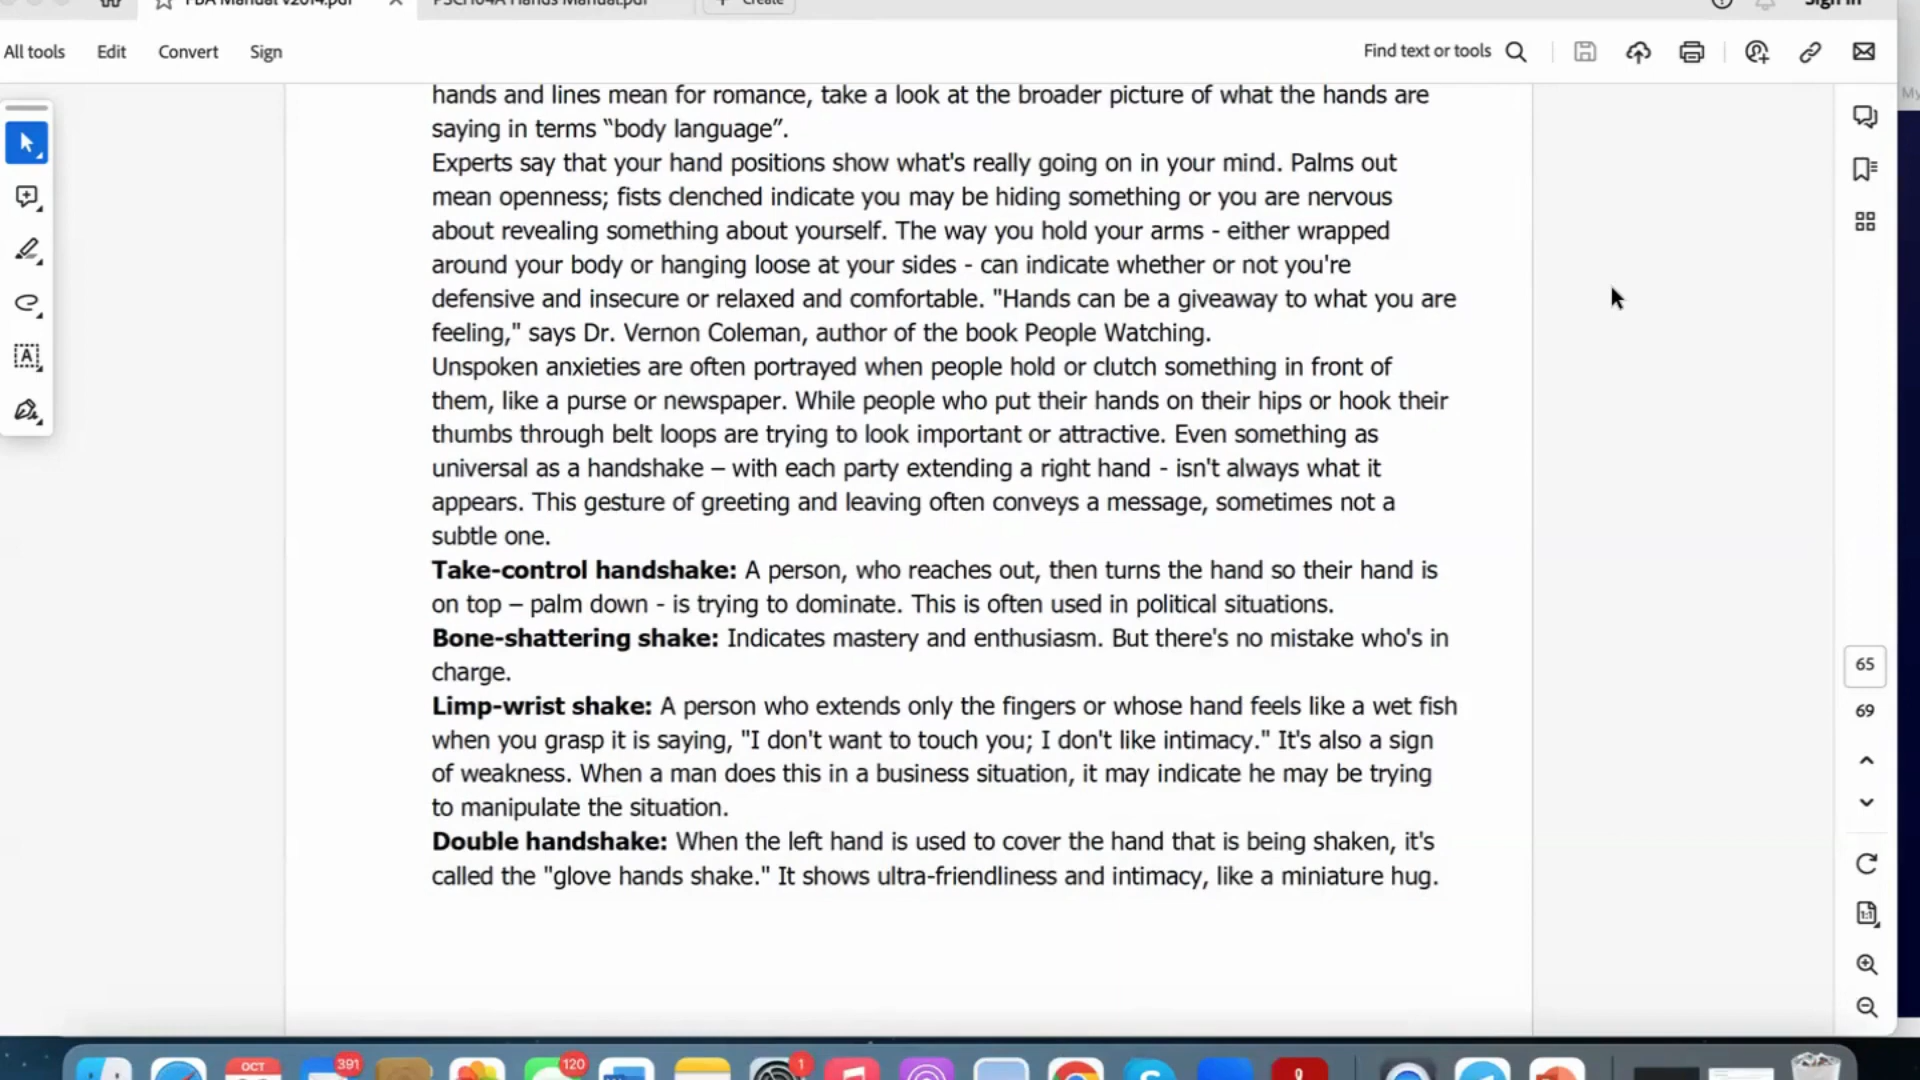 FBA Manual v2014.pdf
PSCH04A Hands Manual.pdf
Create
Sign in
All tools
Edit
Convert
Sign
Find text or tools
My
hands and lines mean for romance, take a look at the broader picture of what the hands are
saying in terms “body language”.
Experts say that your hand positions show what's really going on in your mind. Palms out
mean openness; fists clenched indicate you may be hiding something or you are nervous
about revealing something about yourself. The way you hold your arms - either wrapped
around your body or hanging loose at your sides - can indicate whether or not you're
defensive and insecure or relaxed and comfortable. "Hands can be a giveaway to what you are
feeling," says Dr. Vernon Coleman, author of the book People Watching.
Unspoken anxieties are often portrayed when people hold or clutch something in front of
them, like a purse or newspaper. While people who put their hands on their hips or hook their
thumbs through belt loops are trying to look important or attractive. Even something as
universal as a handshake – with each party extending a right hand - isn't always what it
appears. This gesture of greeting and leaving often conveys a message, sometimes not a
subtle one.
Take-control handshake: A person, who reaches out, then turns the hand so their hand is
on top – palm down - is trying to dominate. This is often used in political situations.
Bone-shattering shake: Indicates mastery and enthusiasm. But there's no mistake who's in
charge.
Limp-wrist shake: A person who extends only the fingers or whose hand feels like a wet fish
when you grasp it is saying, "I don't want to touch you; I don't like intimacy." It's also a sign
of weakness. When a man does this in a business situation, it may indicate he may be trying
to manipulate the situation.
Double handshake: When the left hand is used to cover the hand that is being shaken, it's
called the "glove hands shake." It shows ultra-friendliness and intimacy, like a miniature hug.
65
69
1:1
OCT
391
120
1